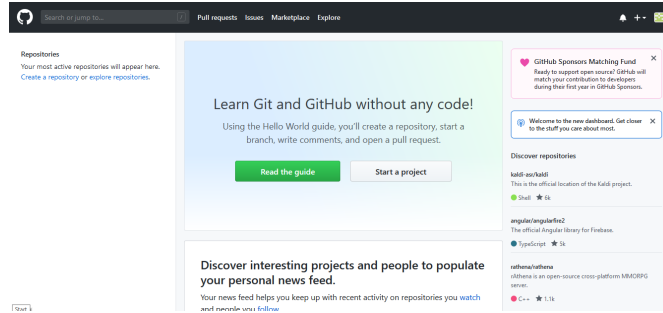 Search or jump to...
/
Pull requests Issues Marketplace Explore
Repositories
Your most active repositories will appear here.
Create a repository or explore repositories.
Learn Git and GitHub without any code!
Using the Hello World guide, you'll create a repository, start a
branch, write comments, and open a pull request.
Read the guide
Start a project
Discover interesting projects and people to populate
your personal news feed.
Your news feed helps you keep up with recent activity on repositories you watch
and people you follow.
GitHub Sponsors Matching Fund
Ready to support open source? GitHub will
match your contribution to developers
during their first year in GitHub Sponsors.
Welcome to the new dashboard. Get closer
to the stuff you care about most.
Discover repositories
kaldi-asr/kaldi
This is the official location of the Kaldi project.
Shell 6k
angular/angularfire2
The official Angular library for Firebase.
TypeScript 5k
rathena/rathena
rAthena is an open-source cross-platform MMORPG
server.
C++ 1.1k
Start